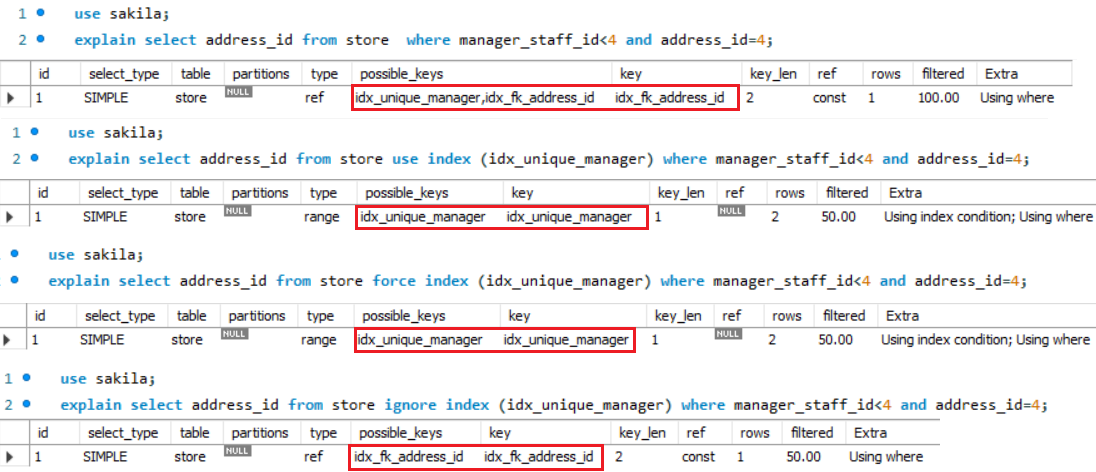 1 use sakila;
2 explain select address_id from store where manager_staff_id<4 and address_id=4;
id select_type table partitions type possible_keys key key_len ref rows filtered Extra
1 SIMPLE store NULL ref idx_unique_manager,idx_fk_address_id idx_fk_address_id 2 const 1 100.00 Using where
1 use sakila;
2 explain select address_id from store use index (idx_unique_manager) where manager_staff_id<4 and address_id=4;
id select_type table partitions type possible_keys key key_len ref rows filtered Extra
1 SIMPLE store NULL range idx_unique_manager idx_unique_manager 1 NULL 2 50.00 Using index condition; Using where
use sakila;
explain select address_id from store force index (idx_unique_manager) where manager_staff_id<4 and address_id=4;
id select_type table partitions type possible_keys key key_len ref rows filtered Extra
1 SIMPLE store NULL range idx_unique_manager idx_unique_manager 1 NULL 2 50.00 Using index condition; Using where
1 use sakila;
2 explain select address_id from store ignore index (idx_unique_manager) where manager_staff_id<4 and address_id=4;
id select_type table partitions type possible_keys key key_len ref rows filtered Extra
1 SIMPLE store NULL ref idx_fk_address_id idx_fk_address_id 2 const 1 50.00 Using where